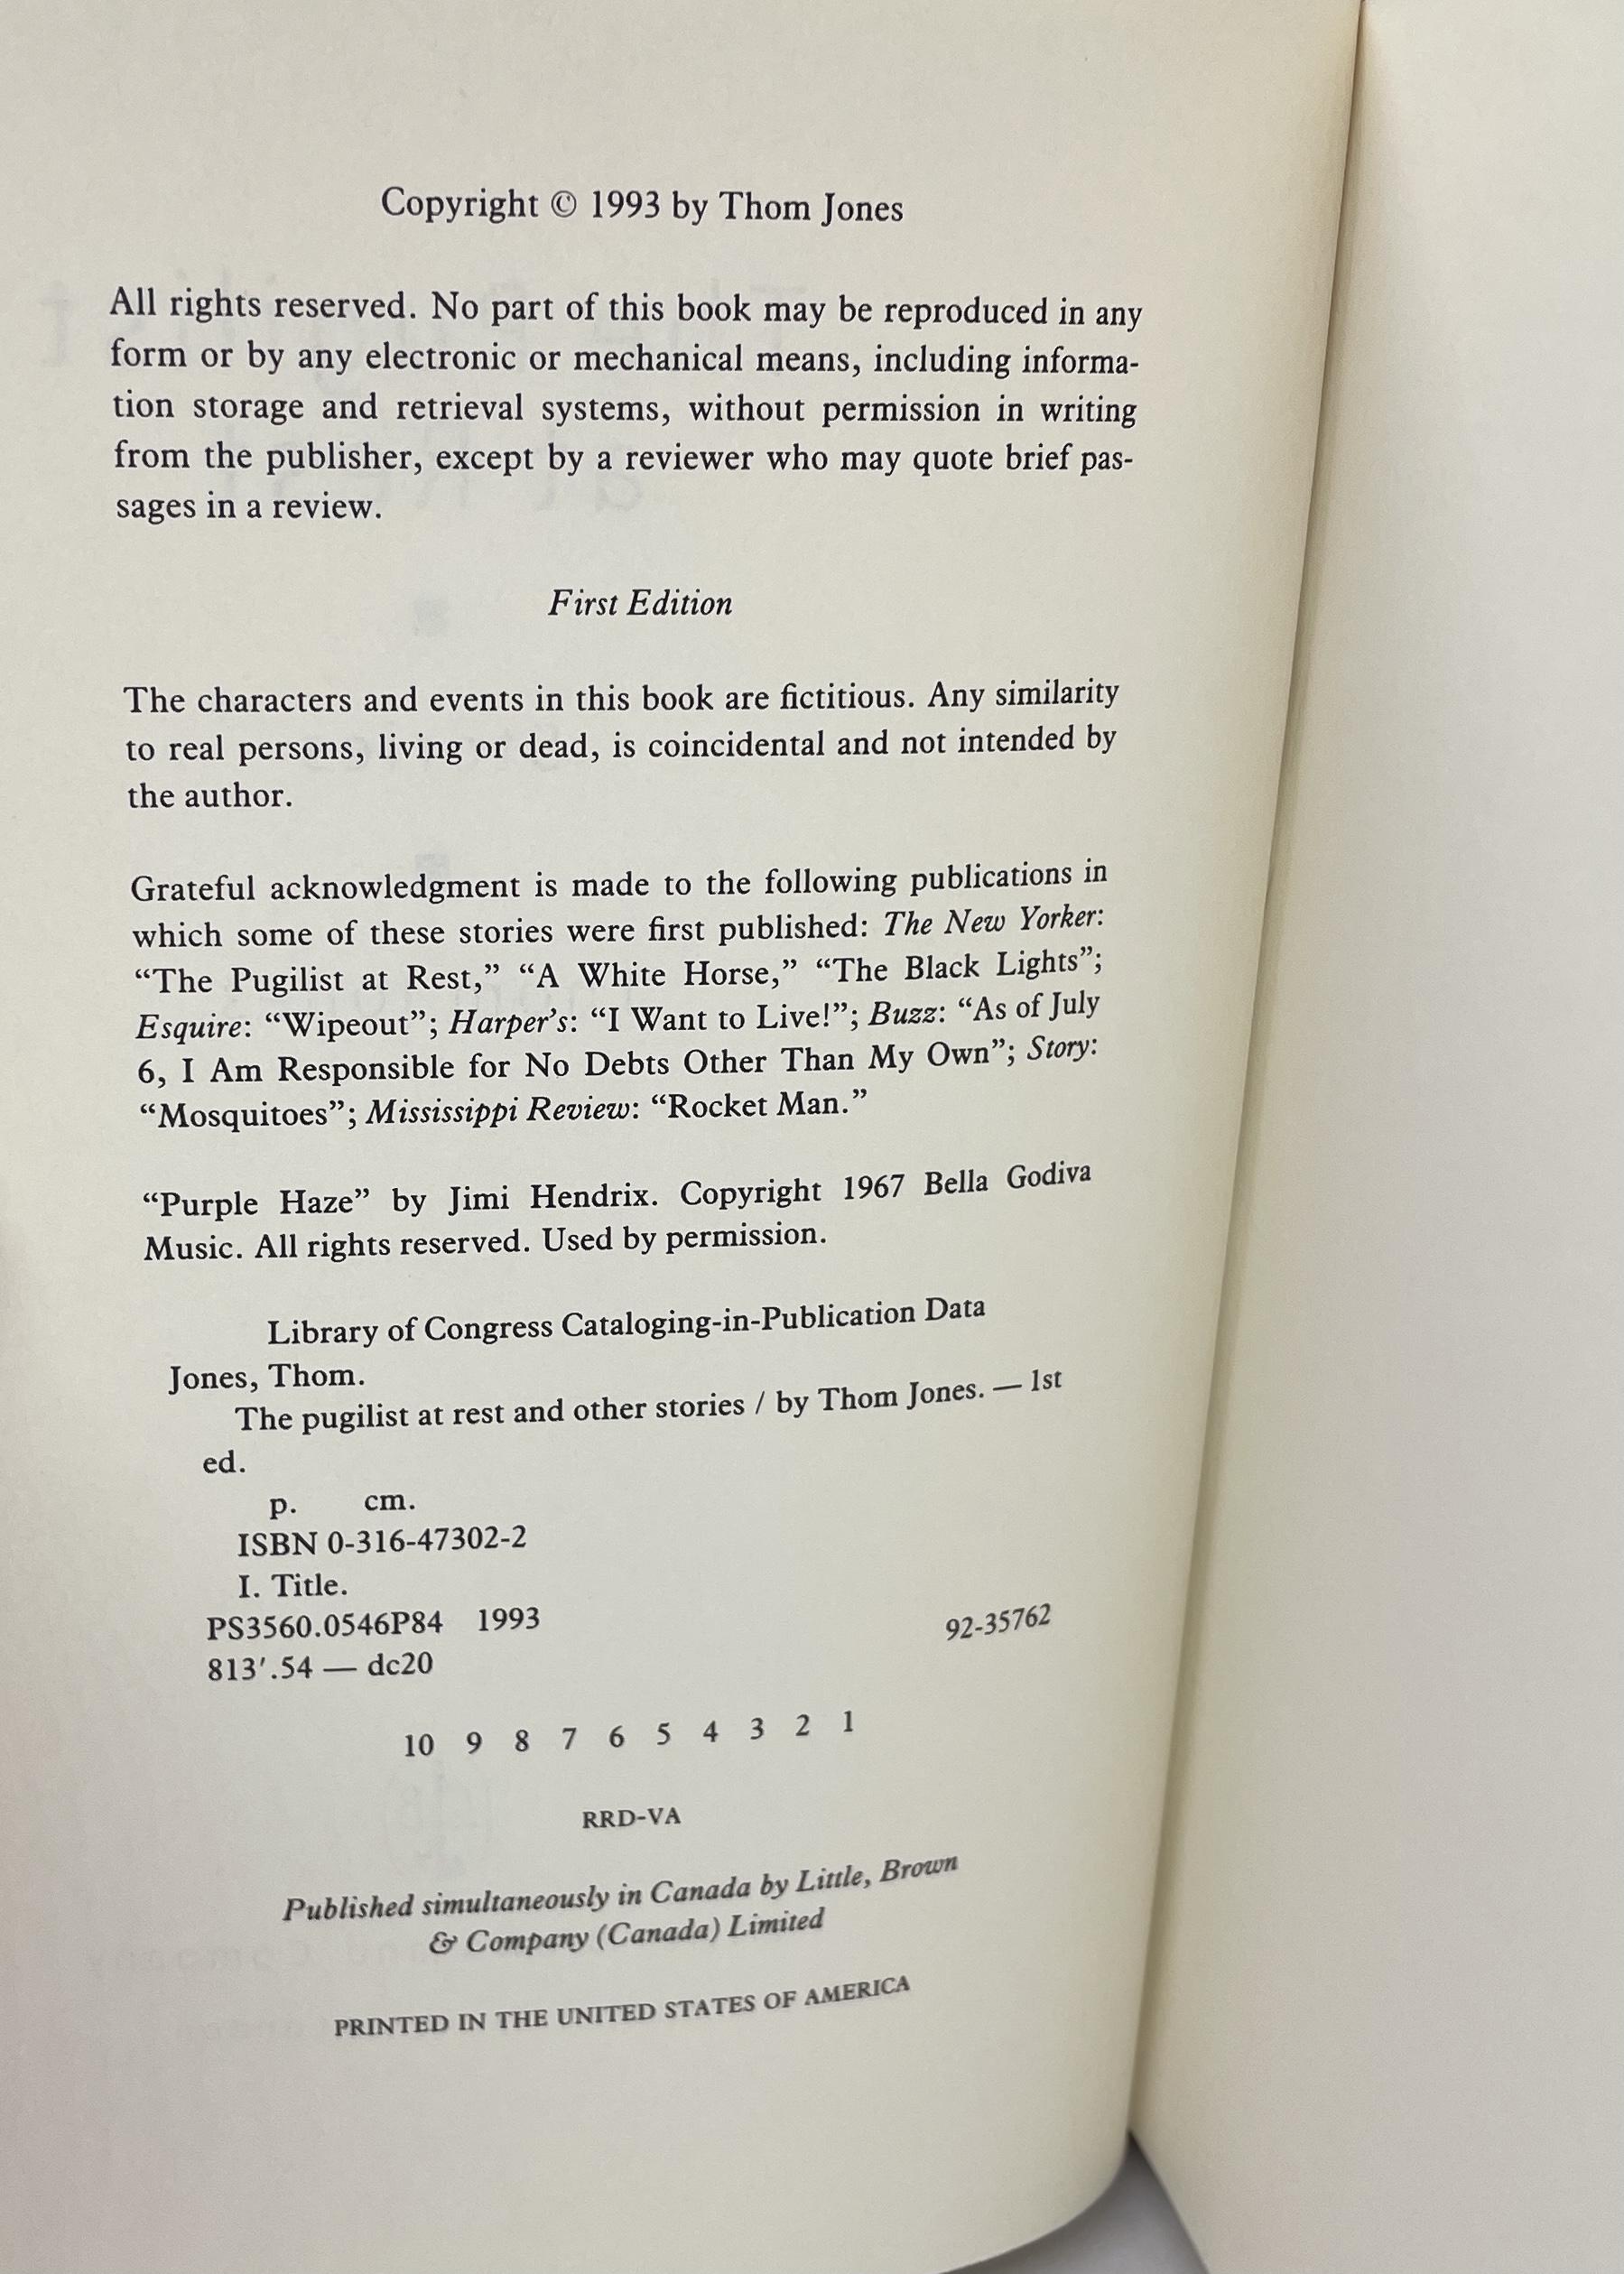 Copyright © 1993 by Thom Jones
All rights reserved. No part of this book may be reproduced in any
form or by any electronic or mechanical means, including informa-
tion storage and retrieval systems, without permission in writing
from the publisher, except by a reviewer who may quote brief pas-
sages in a review.
First Edition
The characters and events in this book are fictitious. Any similarity
to real persons, living or dead, is coincidental and not intended by
the author.
Grateful acknowledgment is made to the following publications in
which some of these stories were first published: The New Yorker:
“The Pugilist at Rest,” “A White Horse,” “The Black Lights”;
Esquire: “Wipeout”; Harper’s: “I Want to Live!”; Buzz: “As of July
6, I Am Responsible for No Debts Other Than My Own”; Story:
“Mosquitoes”; Mississippi Review: “Rocket Man.”
“Purple Haze” by Jimi Hendrix. Copyright 1967 Bella Godiva
Music. All rights reserved. Used by permission.
Library of Congress Cataloging-in-Publication Data
Jones, Thom.
The pugilist at rest and other stories / by Thom Jones. — 1st
ed.
p. cm.
ISBN 0-316-47302-2
I. Title.
PS3560.0546P84 1993 92-35762
813′.54 — dc20
10 9 8 7 6 5 4 3 2 1
RRD-VA
Published simultaneously in Canada by Little, Brown
& Company (Canada) Limited
PRINTED IN THE UNITED STATES OF AMERICA